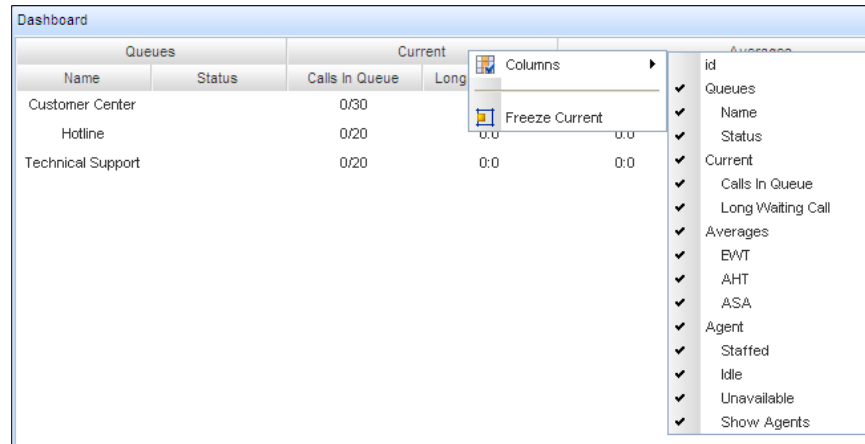 Dashboard
Queues Current Averages
Name Status Calls In Queue Long
Customer Center 0/30
Hotline 0/20 0:0 0:0
Technical Support 0/20 0:0 0:0
Columns
Freeze Current
id
Queues
Name
Status
Current
Calls In Queue
Long Waiting Call
Averages
EWT
AHT
ASA
Agent
Staffed
Idle
Unavailable
Show Agents